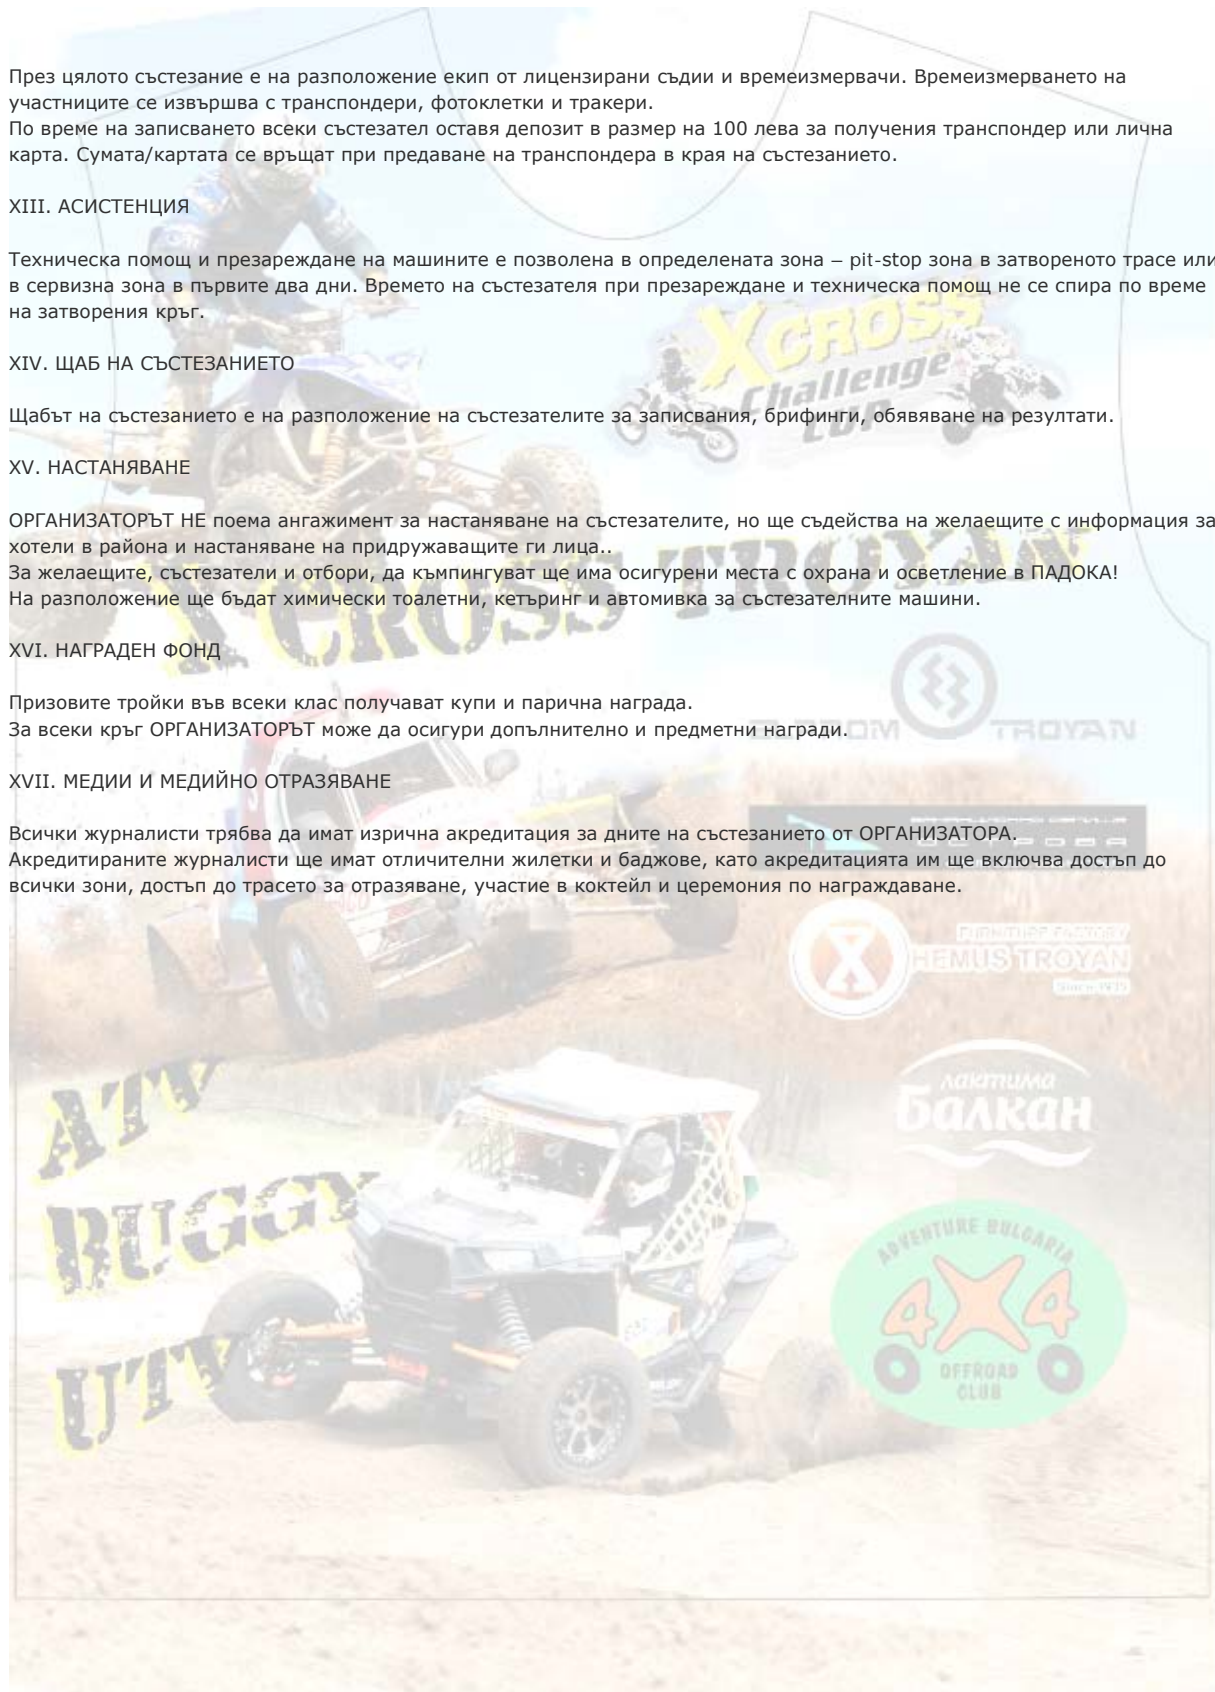 През цялото състезание е на разположение екип от лицензирани съдии и времеизмервачи. Времеизмерването на
участниците се извършва с транспондери, фотоклетки и тракери.
По време на записването всеки състезател оставя депозит в размер на 100 лева за получения транспондер или лична
карта. Сумата/картата се връщат при предаване на транспондера в края на състезанието.
XIII. АСИСТЕНЦИЯ
Техническа помощ и презареждане на машините е позволена в определената зона – pit-stop зона в затвореното трасе или
в сервизна зона в първите два дни. Времето на състезателя при презареждане и техническа помощ не се спира по време
на затворения кръг.
XCROSS
Challenge
CUP
XIV. ЩАБ НА СЪСТЕЗАНИЕТО
Щабът на състезанието е на разположение на състезателите за записвания, брифинги, обявяване на резултати.
XV. НАСТАНЯВАНЕ
ОРГАНИЗАТОРЪТ НЕ поема ангажимент за настаняване на състезателите, но ще съдейства на желаещите с информация за
хотели в района и настаняване на придружаващите ги лица..
За желаещите, състезатели и отбори, да къмпингуват ще има осигурени места с охрана и осветление в ПАДОКА!
На разположение ще бъдат химически тоалетни, кетъринг и автомивка за състезателните машини.
X CROSS TROYAN
XVI. НАГРАДЕН ФОНД
Призовите тройки във всеки клас получават купи и парична награда.
За всеки кръг ОРГАНИЗАТОРЪТ може да осигури допълнително и предметни награди.
TROYAN
XVII. МЕДИИ И МЕДИЙНО ОТРАЗЯВАНЕ
Всички журналисти трябва да имат изрична акредитация за дните на състезанието от ОРГАНИЗАТОРА.
Акредитираните журналисти ще имат отличителни жилетки и баджове, като акредитацията им ще включва достъп до
всички зони, достъп до трасето за отразяване, участие в коктейл и церемония по награждаване.
FURNITURE FACTORY
HEMUS TROYAN
Since 1935
лактима
Балкан
ATV
BUGGY
UTV
ADVENTURE BULGARIA
4X4
OFFROAD
CLUB